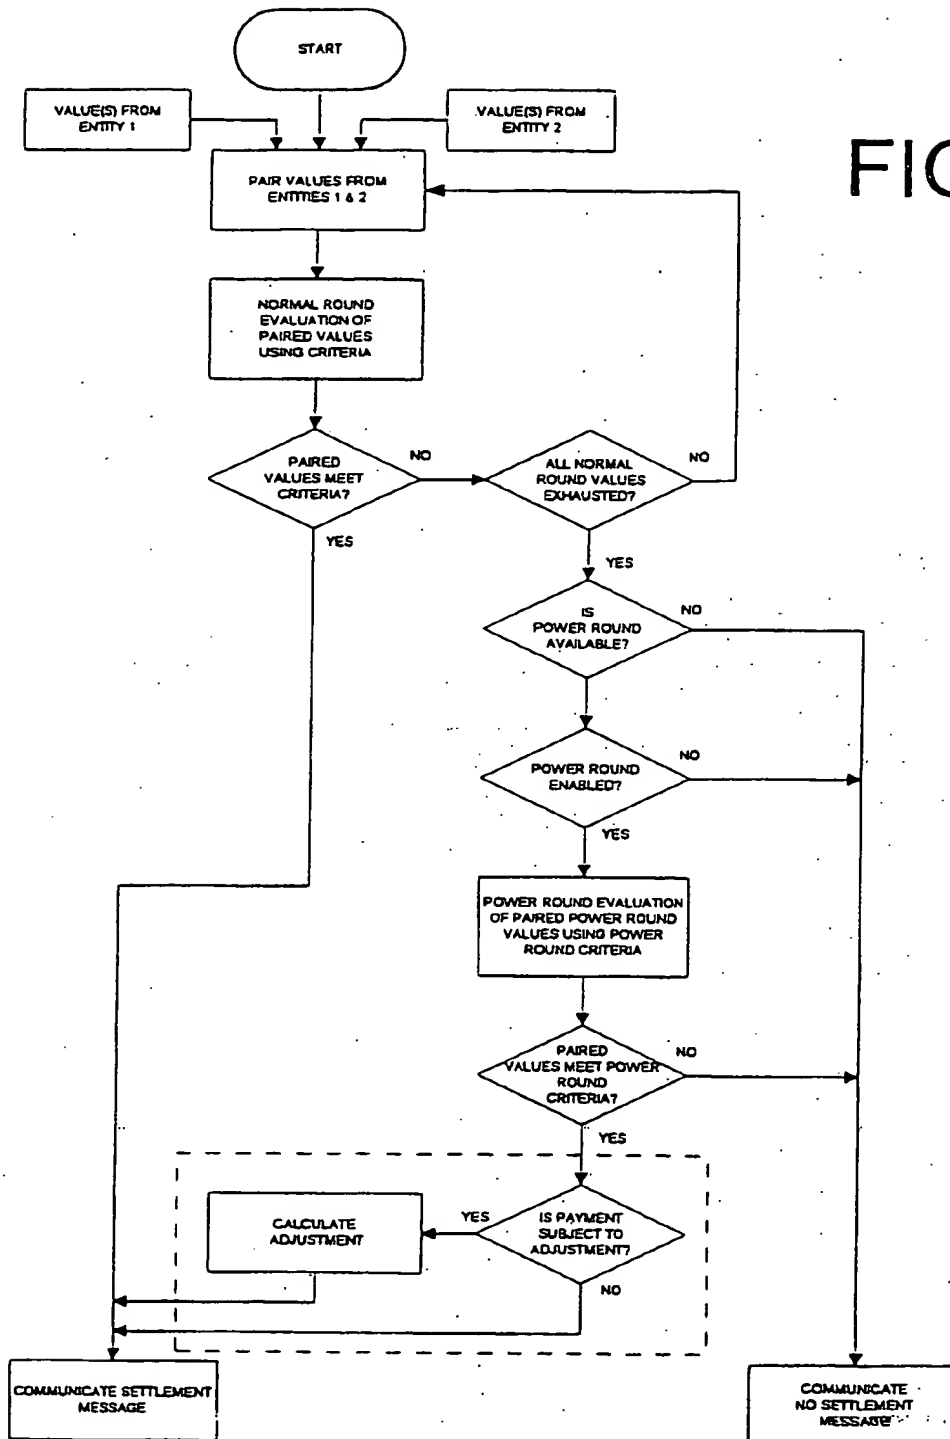 START
VALUE(S) FROM
ENTITY 1
VALUE(S) FROM
ENTITY 2
FIG
PAIR VALUES FROM
ENTITIES 1 & 2
NORMAL ROUND
EVALUATION OF
PAIRED VALUES
USING CRITERIA
PAIRED
VALUES MEET
CRITERIA?
NO
ALL NORMAL
ROUND VALUES
EXHAUSTED?
NO
YES
YES
IS
POWER ROUND
AVAILABLE?
NO
POWER ROUND
ENABLED?
NO
YES
POWER ROUND EVALUATION
OF PAIRED POWER ROUND
VALUES USING POWER
ROUND CRITERIA
PAIRED
VALUES MEET POWER
ROUND
CRITERIA?
NO
YES
CALCULATE
ADJUSTMENT
YES
IS PAYMENT
SUBJECT TO
ADJUSTMENT?
NO
COMMUNICATE SETTLEMENT
MESSAGE
COMMUNICATE
NO SETTLEMENT
MESSAGE